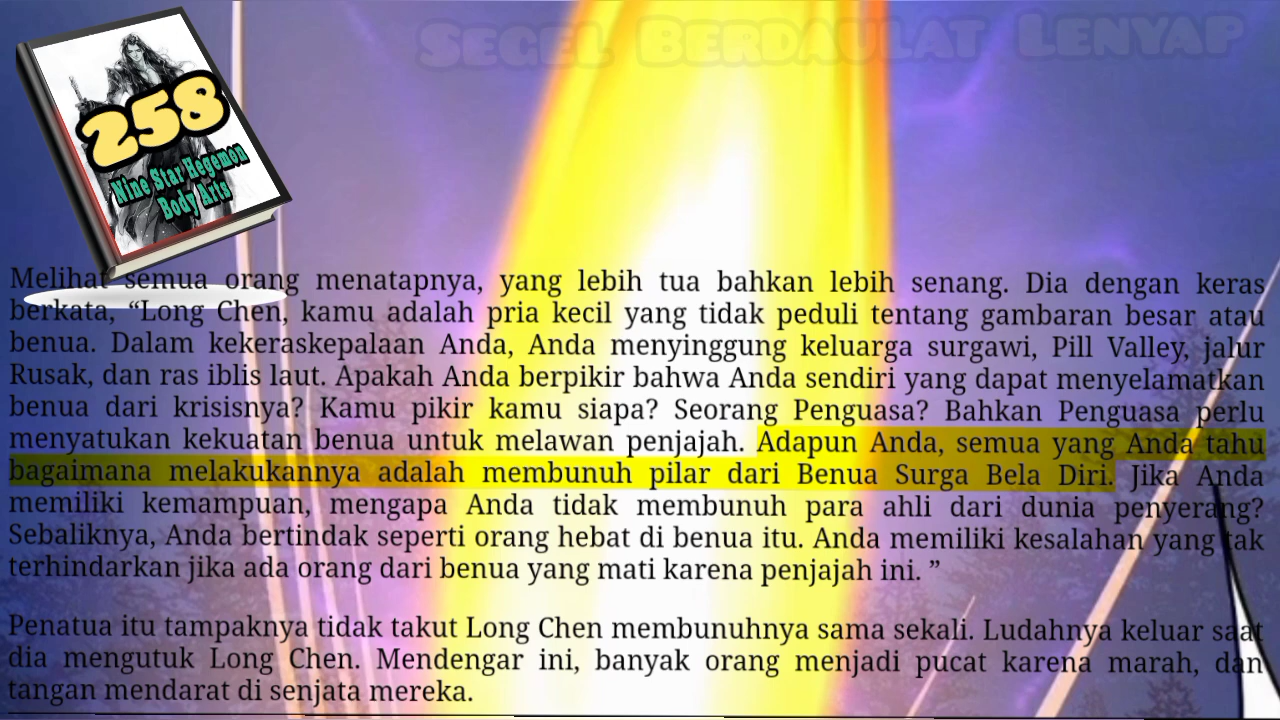 Segel Berdaulat Lenyap
258
Nine Star Hegemon
Body Arts
Melihat semua orang menatapnya, yang lebih tua bahkan lebih senang. Dia dengan keras
berkata, “Long Chen, kamu adalah pria kecil yang tidak peduli tentang gambaran besar atau
benua. Dalam kekeraskepalaan Anda, Anda menyinggung keluarga surgawi, Pill Valley, jalur
Rusak, dan ras iblis laut. Apakah Anda berpikir bahwa Anda sendiri yang dapat menyelamatkan
benua dari krisisnya? Kamu pikir kamu siapa? Seorang Penguasa? Bahkan Penguasa perlu
menyatukan kekuatan benua untuk melawan penjajah. Adapun Anda, semua yang Anda tahu
bagaimana melakukannya adalah membunuh pilar dari Benua Surga Bela Diri. Jika Anda
memiliki kemampuan, mengapa Anda tidak membunuh para ahli dari dunia penyerang?
Sebaliknya, Anda bertindak seperti orang hebat di benua itu. Anda memiliki kesalahan yang tak
terhindarkan jika ada orang dari benua yang mati karena penjajah ini. ”
Penatua itu tampaknya tidak takut Long Chen membunuhnya sama sekali. Ludahnya keluar saat
dia mengutuk Long Chen. Mendengar ini, banyak orang menjadi pucat karena marah, dan
tangan mendarat di senjata mereka.